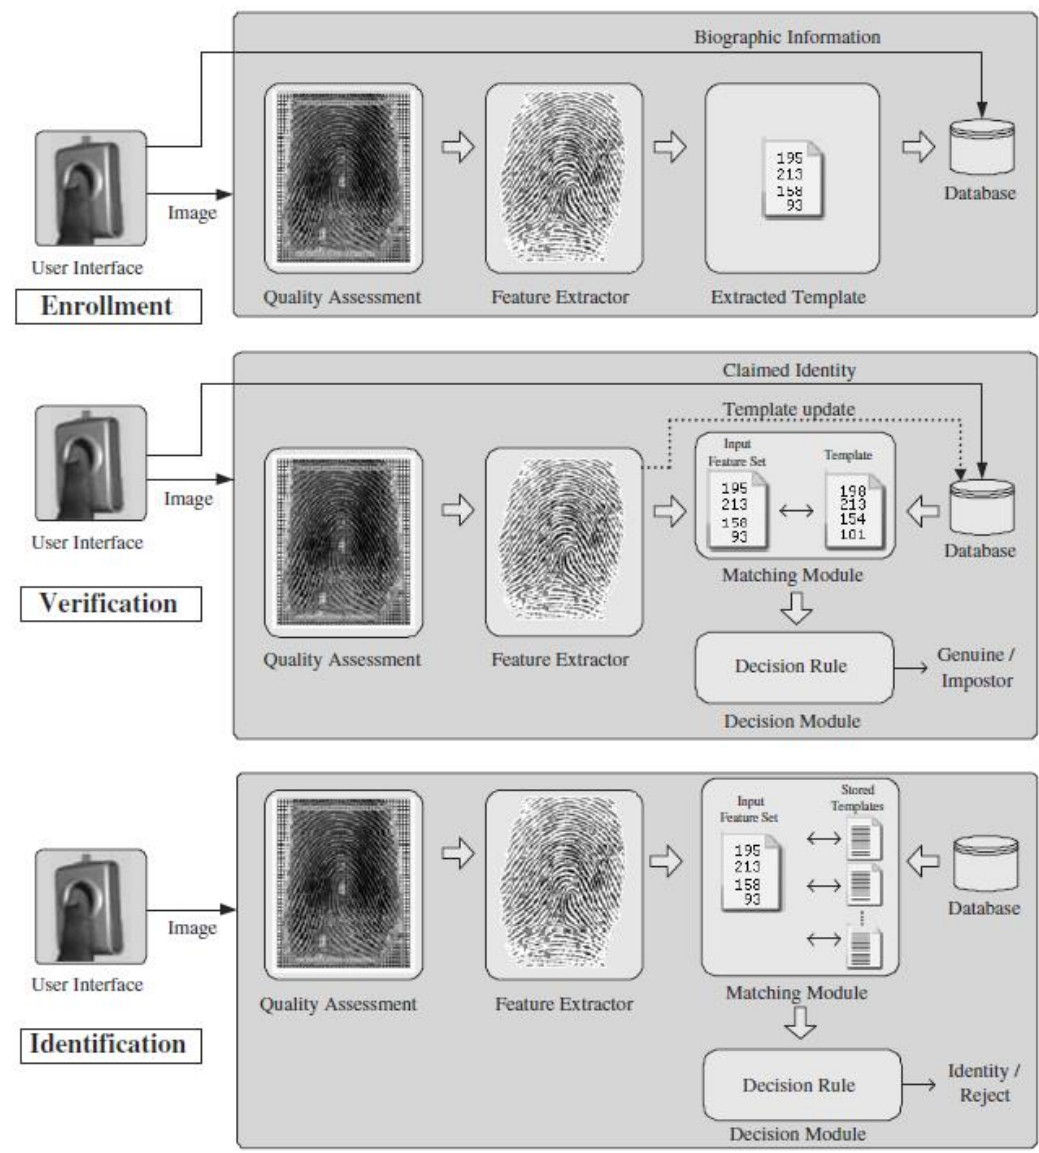 Biographic Information
195
213
158
93
Database
Image
User Interface
Quality Assessment
Feature Extractor
Extracted Template
Enrollment
Claimed Identity
Template update
Input
Feature Set
Template
195
213
158
93
198
213
154
101
Image
Database
User Interface
Matching Module
Verification
Quality Assessment
Feature Extractor
Decision Rule
Genuine /
Impostor
Decision Module
Input
Feature Set
Stored
Templates
195
213
158
93
Image
Database
User Interface
Quality Assessment
Feature Extractor
Matching Module
Identification
Decision Rule
Identity /
Reject
Decision Module